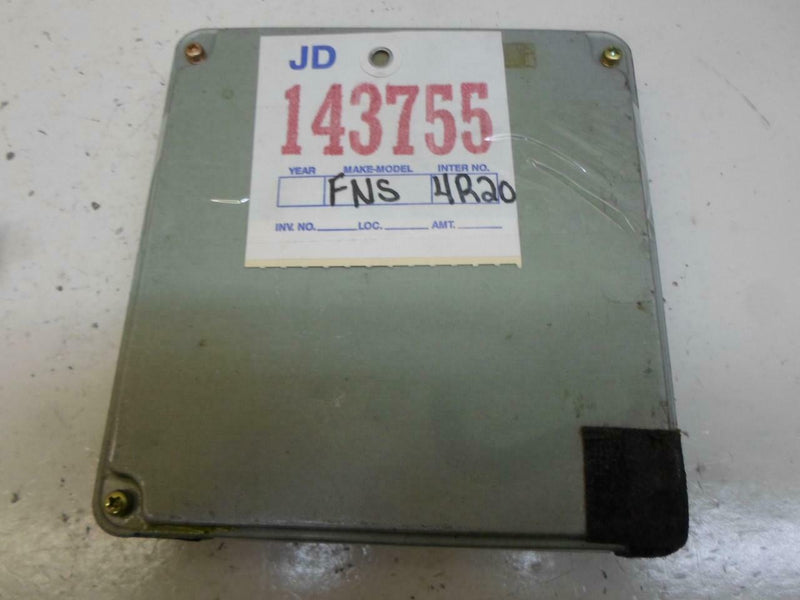 JD
143755
YEAR MAKE-MODEL INTER NO.
FNS 4R20
INV. NO. LOC. AMT.